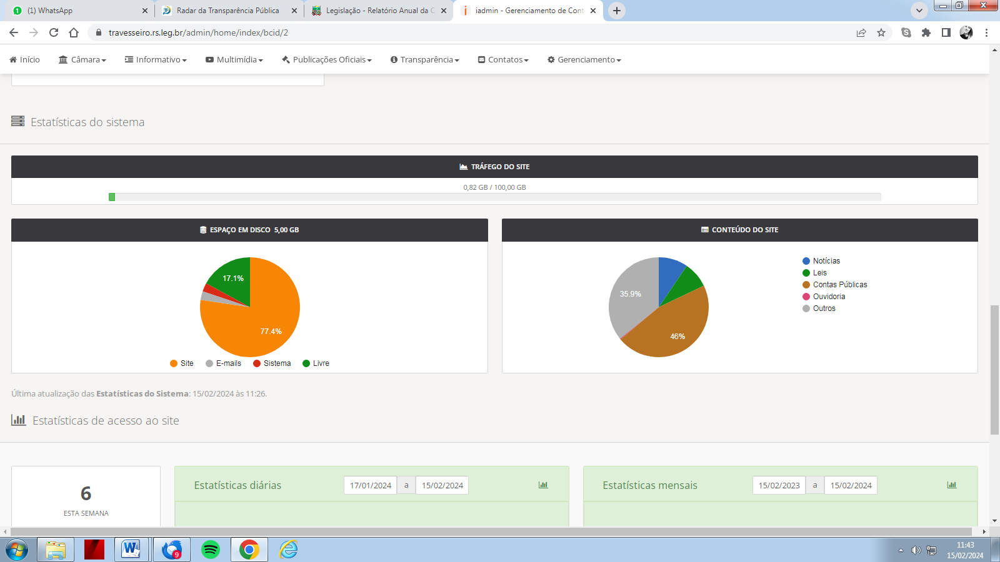 (1) WhatsApp
Radar da Transparência Pública
Legislação - Relatório Anual da C
iadmin - Gerenciamento de Cont
travesseiro.rs.leg.br/admin/home/index/bcid/2
Início
Câmara
Informativo
Multimídia
Publicações Oficiais
Transparência
Contatos
Gerenciamento
Estatísticas do sistema
TRÁFEGO DO SITE
0,82 GB / 100,00 GB
ESPAÇO EM DISCO 5,00 GB
17.1%
77.4%
Site
E-mails
Sistema
Livre
CONTEÚDO DO SITE
35.9%
46%
Notícias
Leis
Contas Públicas
Ouvidoria
Outros
Última atualização das Estatísticas do Sistema: 15/02/2024 às 11:26.
Estatísticas de acesso ao site
6
ESTA SEMANA
Estatísticas diárias
17/01/2024 a 15/02/2024
Estatísticas mensais
15/02/2023 a 15/02/2024
9
11:43
15/02/2024